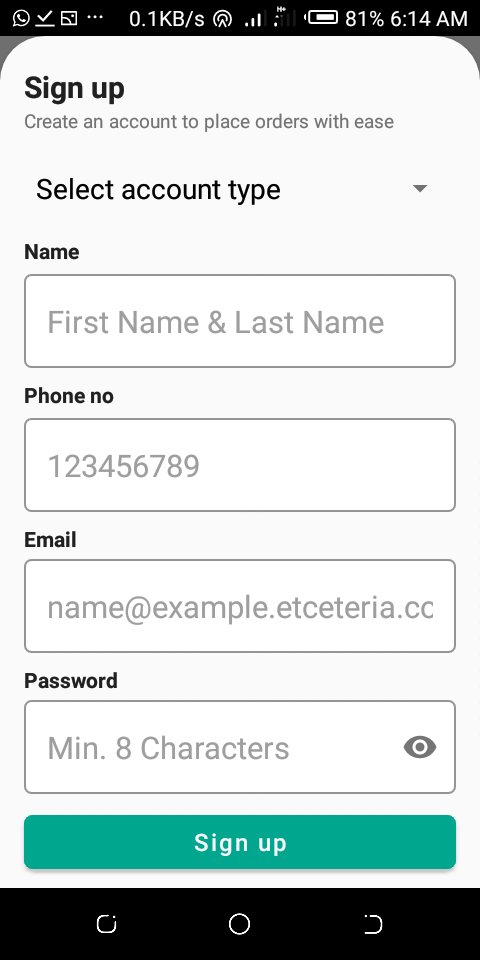 0.1KB/s H+ 81% 6:14 AM
Sign up
Create an account to place orders with ease
Select account type
Name
First Name & Last Name
Phone no
123456789
Email
name@example.etceteria.cc
Password
Min. 8 Characters
Sign up